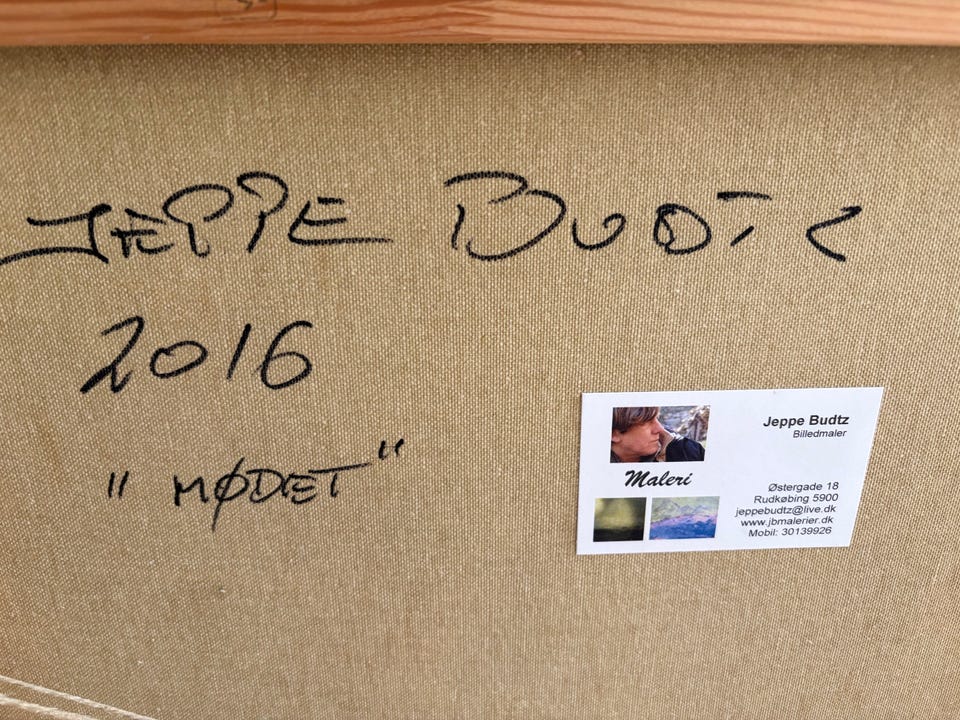 JEPPE BUDTZ
2016
"MØDET"
Jeppe Budtz
Billedmaler
Maleri
Østergade 18
Rudkøbing 5900
jeppebudtz@live.dk
www.jbmalerier.dk
Mobil: 30139926